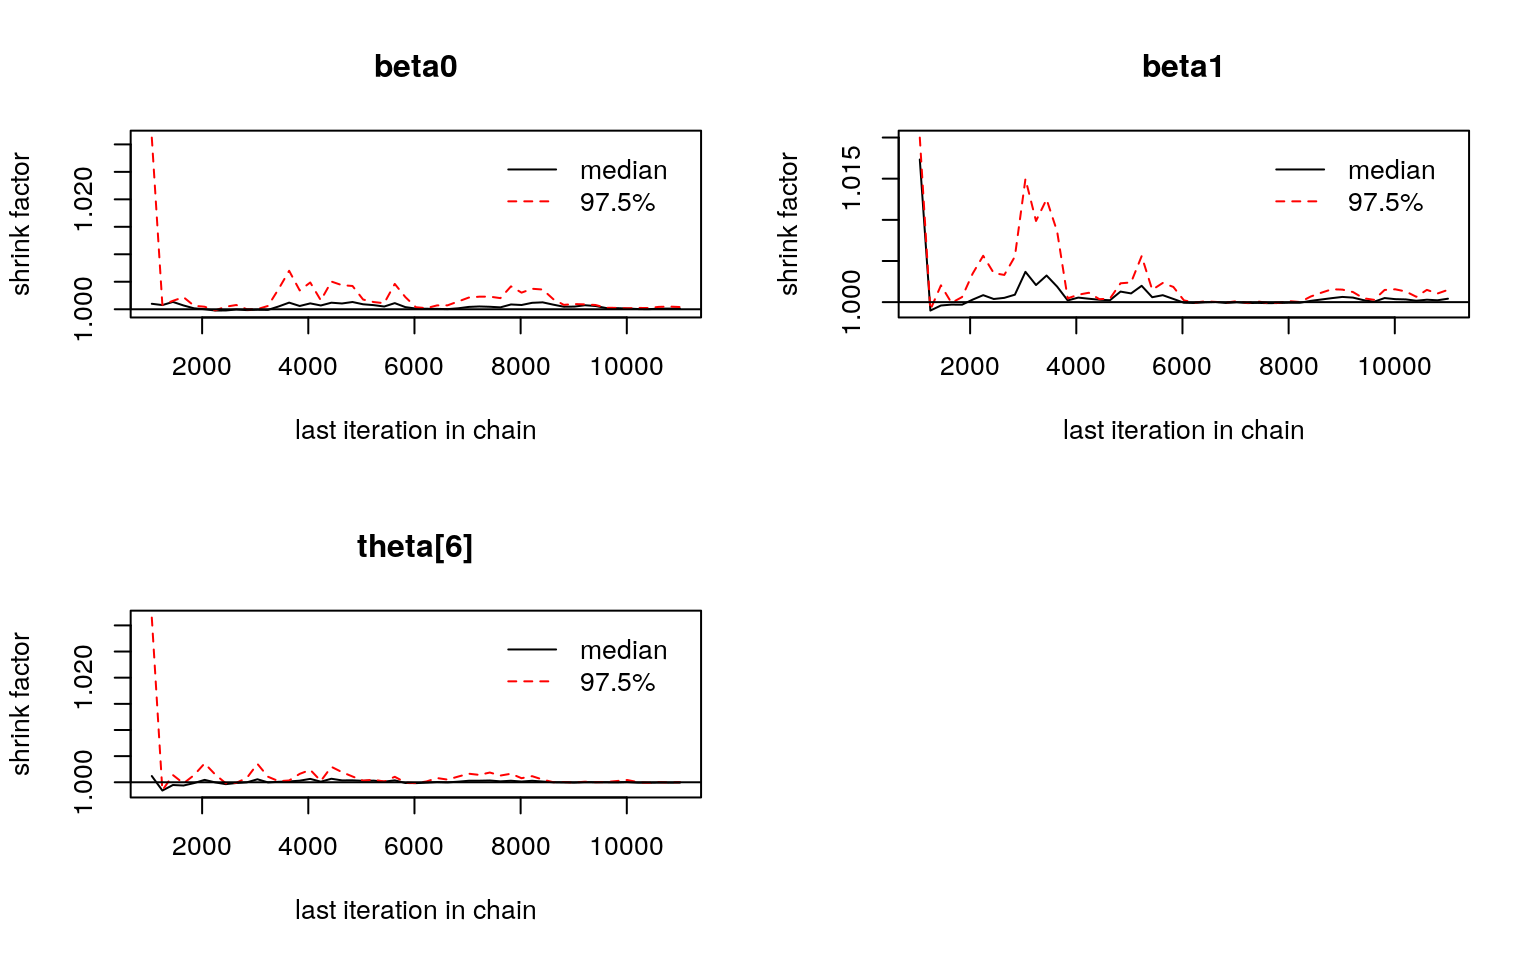 beta0
shrink factor
1.020
1.000
median
97.5%
2000 4000 6000 8000 10000
last iteration in chain
beta1
shrink factor
1.015
1.000
median
97.5%
2000 4000 6000 8000 10000
last iteration in chain
theta[6]
shrink factor
1.020
1.000
median
97.5%
2000 4000 6000 8000 10000
last iteration in chain